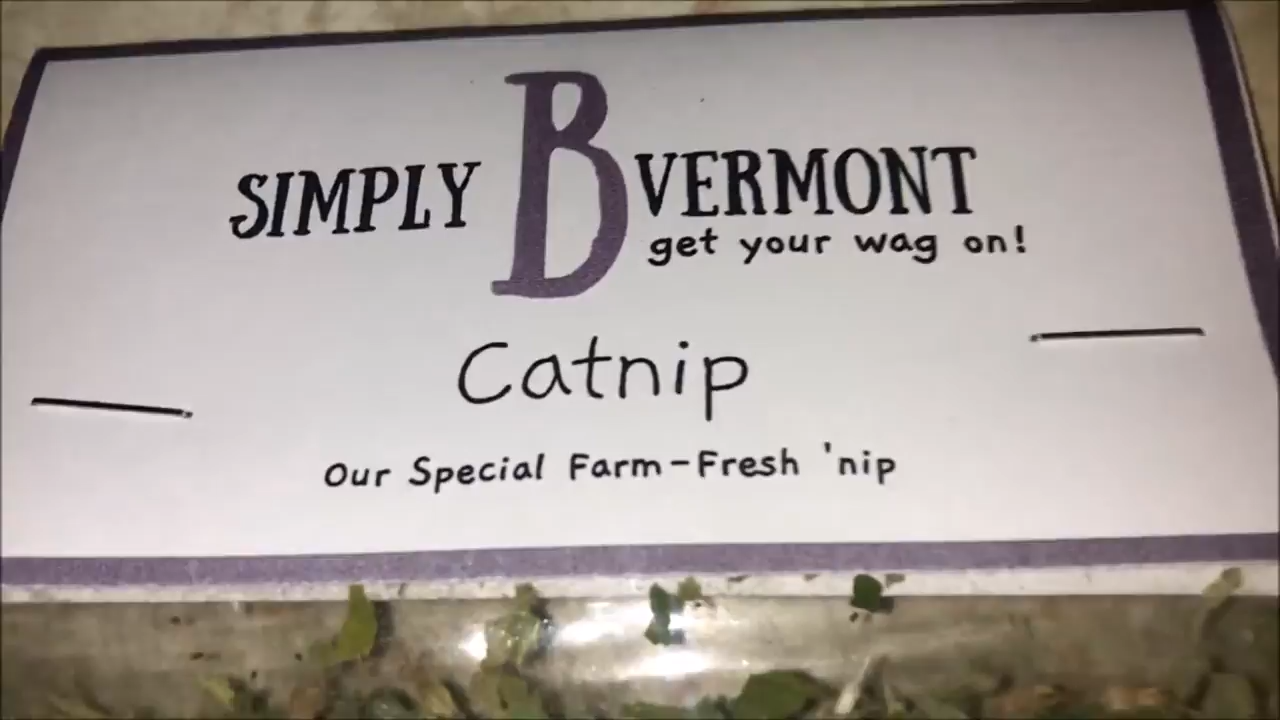 SIMPLY B VERMONT
get your wag on!
Catnip
Our Special Farm-Fresh 'nip